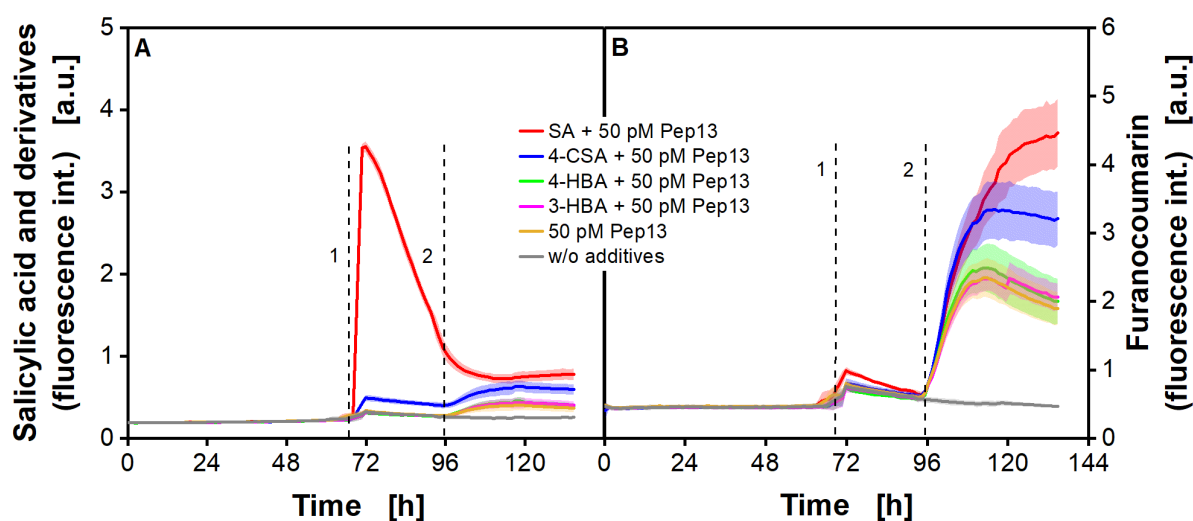 Salicylic acid and derivatives
(fluorescence int.) [a.u.]
5
4
3
2
1
0
A
1
2
0
24
48
72
96
120
Time [h]
SA + 50 pM Pep13
4-CSA + 50 pM Pep13
4-HBA + 50 pM Pep13
3-HBA + 50 pM Pep13
50 pM Pep13
w/o additives
B
1
2
0
24
48
72
96
120
144
Time [h]
6
5
4
3
2
1
0
Furanocoumarin
(fluorescence int.) [a.u.]